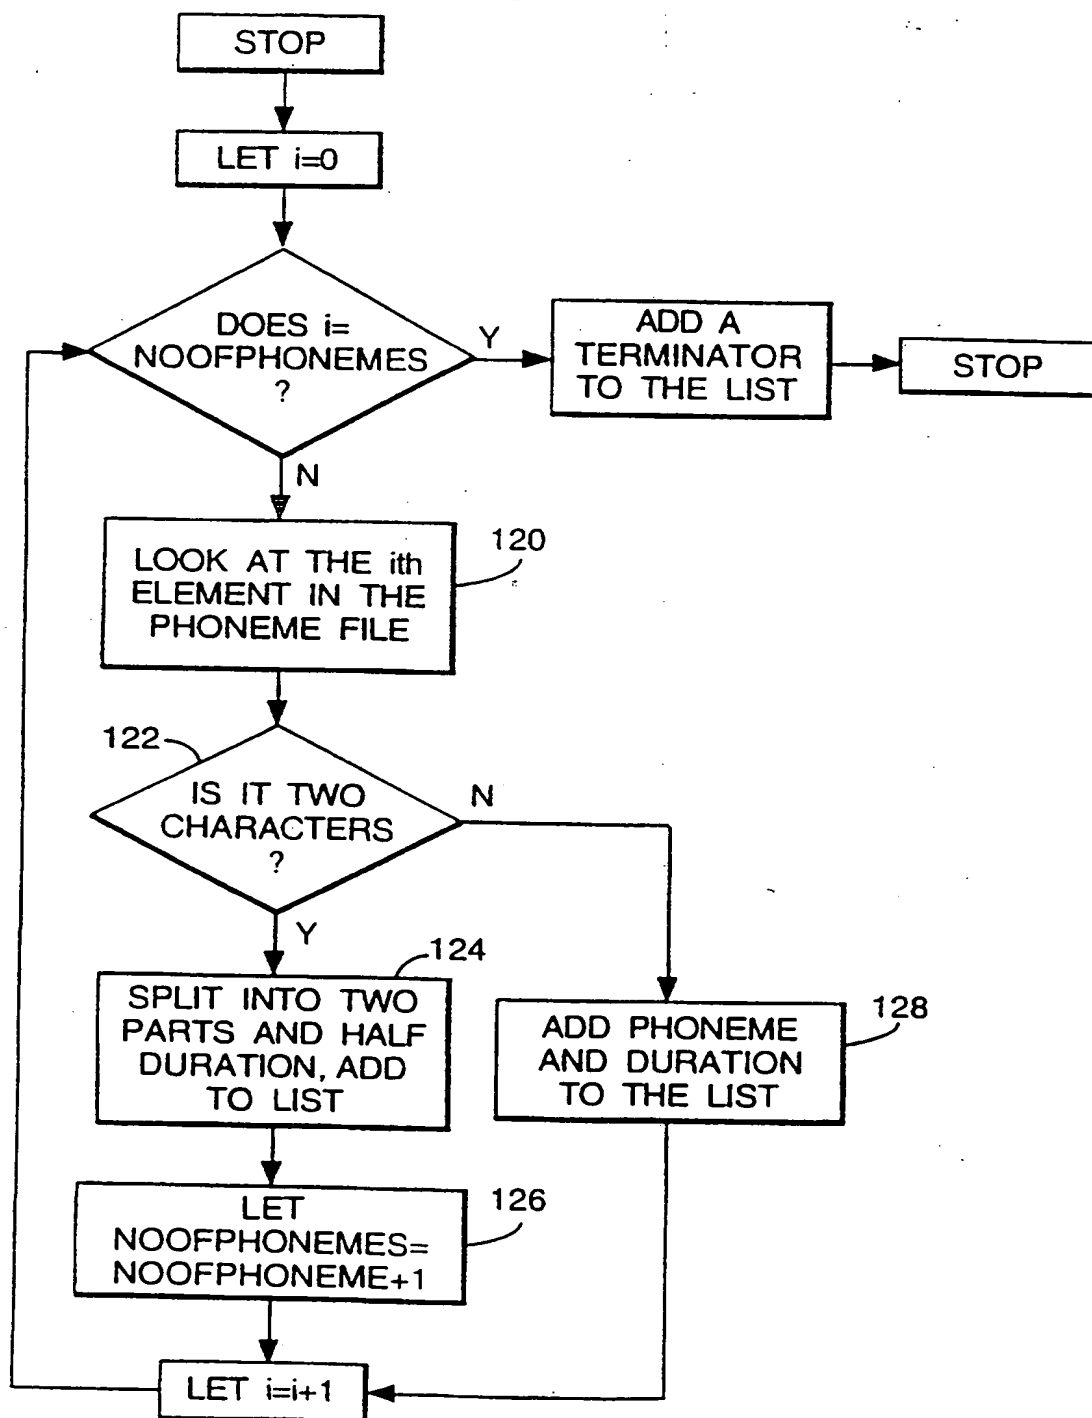 STOP
LET i=0
DOES i=
NOOFPHONEMES
?
Y
ADD A
TERMINATOR
TO THE LIST
STOP
N
LOOK AT THE ith
ELEMENT IN THE
PHONEME FILE
120
122
IS IT TWO
CHARACTERS
?
N
Y
124
SPLIT INTO TWO
PARTS AND HALF
DURATION, ADD
TO LIST
ADD PHONEME
AND DURATION
TO THE LIST
128
LET
NOOFPHONEMES=
NOOFPHONEME+1
126
LET i=i+1